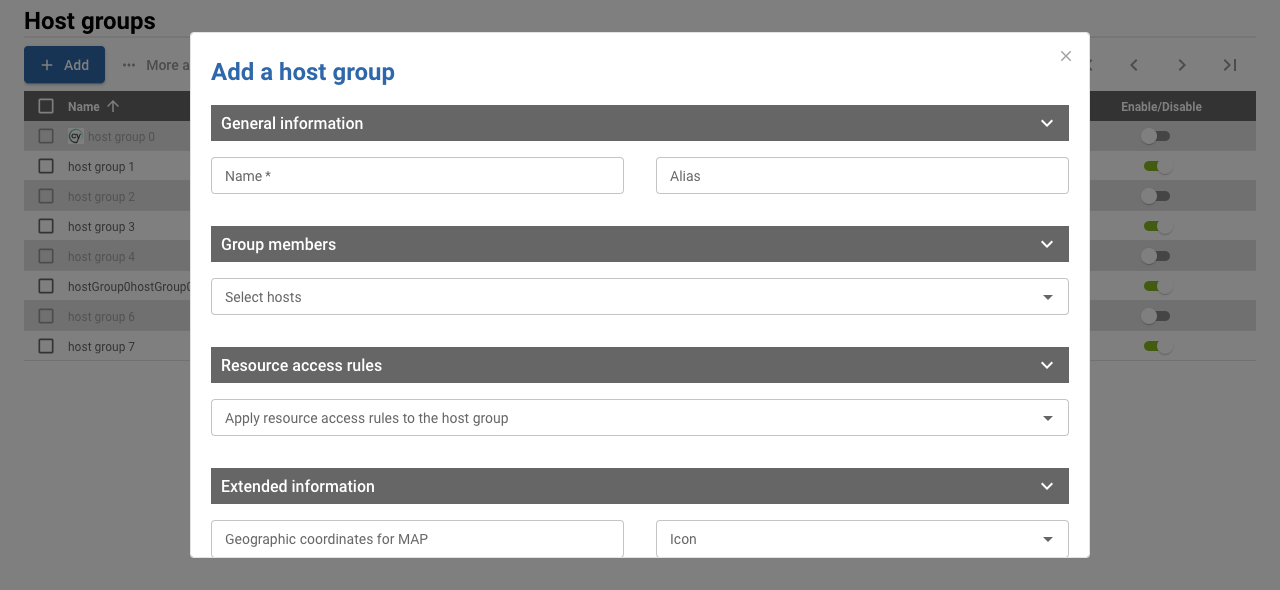 Host groups
Add
More a
Name
Enable/Disable
host group 0
host group 1
host group 2
host group 3
host group 4
hostGroup0hostGroup0
host group 6
host group 7
Add a host group
General information
Name *
Alias
Group members
Select hosts
Resource access rules
Apply resource access rules to the host group
Extended information
Geographic coordinates for MAP
Icon